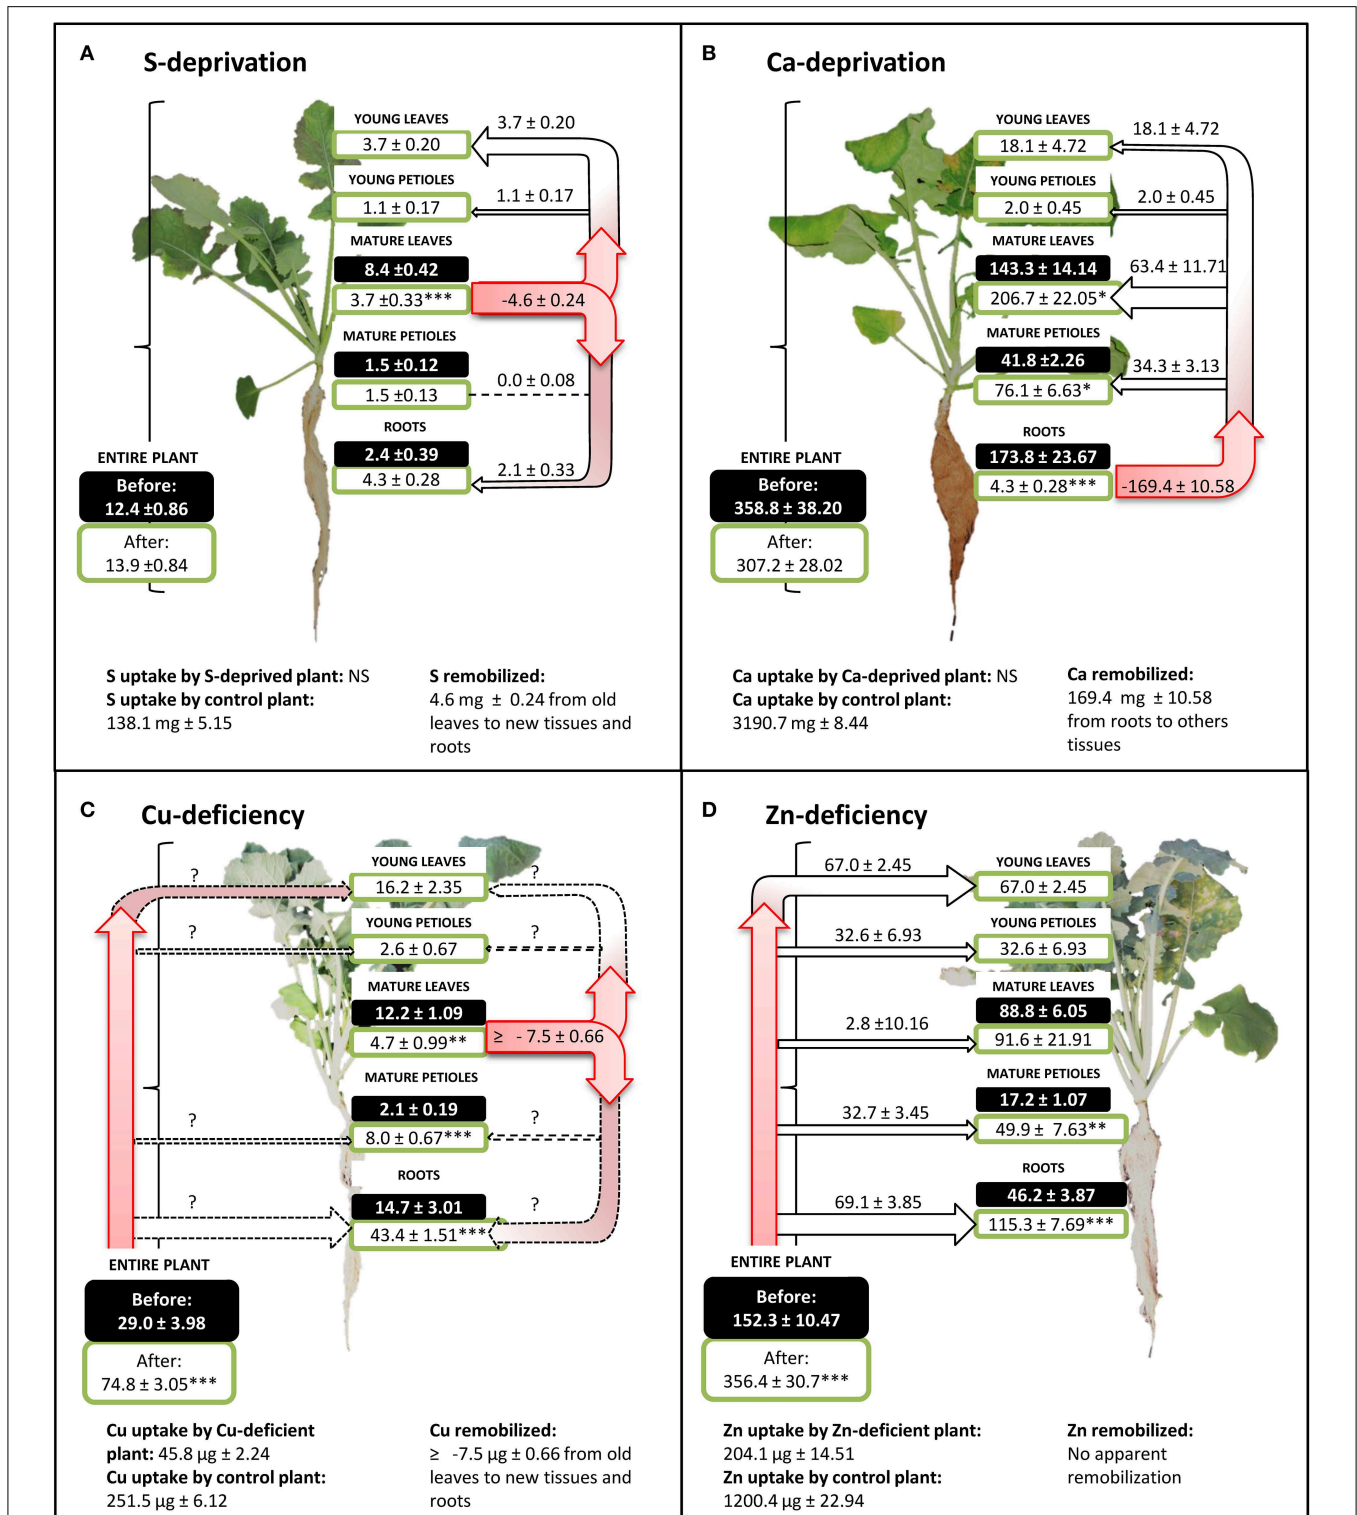 A
S-deprivation
YOUNG LEAVES
3.7 ± 0.20
3.7 ± 0.20
YOUNG PETIOLES
1.1 ± 0.17
1.1 ± 0.17
MATURE LEAVES
8.4 ±0.42
3.7 ±0.33***
-4.6 ± 0.24
MATURE PETIOLES
1.5 ±0.12
1.5 ±0.13
0.0 ± 0.08
ROOTS
2.4 ±0.39
4.3 ± 0.28
2.1 ± 0.33
ENTIRE PLANT
Before:
12.4 ±0.86
After:
13.9 ±0.84
S uptake by S-deprived plant: NS
S uptake by control plant:
138.1 mg ± 5.15
S remobilized:
4.6 mg ± 0.24 from old
leaves to new tissues and
roots
B
Ca-deprivation
YOUNG LEAVES
18.1 ± 4.72
18.1 ± 4.72
YOUNG PETIOLES
2.0 ± 0.45
2.0 ± 0.45
MATURE LEAVES
143.3 ± 14.14
206.7 ± 22.05*
63.4 ± 11.71
MATURE PETIOLES
41.8 ±2.26
76.1 ± 6.63*
34.3 ± 3.13
ROOTS
173.8 ± 23.67
4.3 ± 0.28***
-169.4 ± 10.58
ENTIRE PLANT
Before:
358.8 ± 38.20
After:
307.2 ± 28.02
Ca uptake by Ca-deprived plant: NS
Ca uptake by control plant:
3190.7 mg ± 8.44
Ca remobilized:
169.4 mg ± 10.58
from roots to others
tissues
C
Cu-deficiency
YOUNG LEAVES
?
16.2 ± 2.35
?
YOUNG PETIOLES
?
2.6 ± 0.67
?
MATURE LEAVES
12.2 ± 1.09
4.7 ± 0.99**
≥ - 7.5 ± 0.66
MATURE PETIOLES
2.1 ± 0.19
?
8.0 ± 0.67***
?
ROOTS
14.7 ± 3.01
?
43.4 ± 1.51***
?
ENTIRE PLANT
Before:
29.0 ± 3.98
After:
74.8 ± 3.05***
Cu uptake by Cu-deficient
plant: 45.8 µg ± 2.24
Cu uptake by control plant:
251.5 µg ± 6.12
Cu remobilized:
≥ -7.5 µg ± 0.66 from old
leaves to new tissues and
roots
D
Zn-deficiency
YOUNG LEAVES
67.0 ± 2.45
67.0 ± 2.45
YOUNG PETIOLES
32.6 ± 6.93
32.6 ± 6.93
MATURE LEAVES
88.8 ± 6.05
2.8 ±10.16
91.6 ± 21.91
MATURE PETIOLES
17.2 ± 1.07
32.7 ± 3.45
49.9 ± 7.63**
ROOTS
46.2 ± 3.87
69.1 ± 3.85
115.3 ± 7.69***
ENTIRE PLANT
Before:
152.3 ± 10.47
After:
356.4 ± 30.7***
Zn uptake by Zn-deficient plant:
204.1 µg ± 14.51
Zn uptake by control plant:
1200.4 µg ± 22.94
Zn remobilized:
No apparent
remobilization